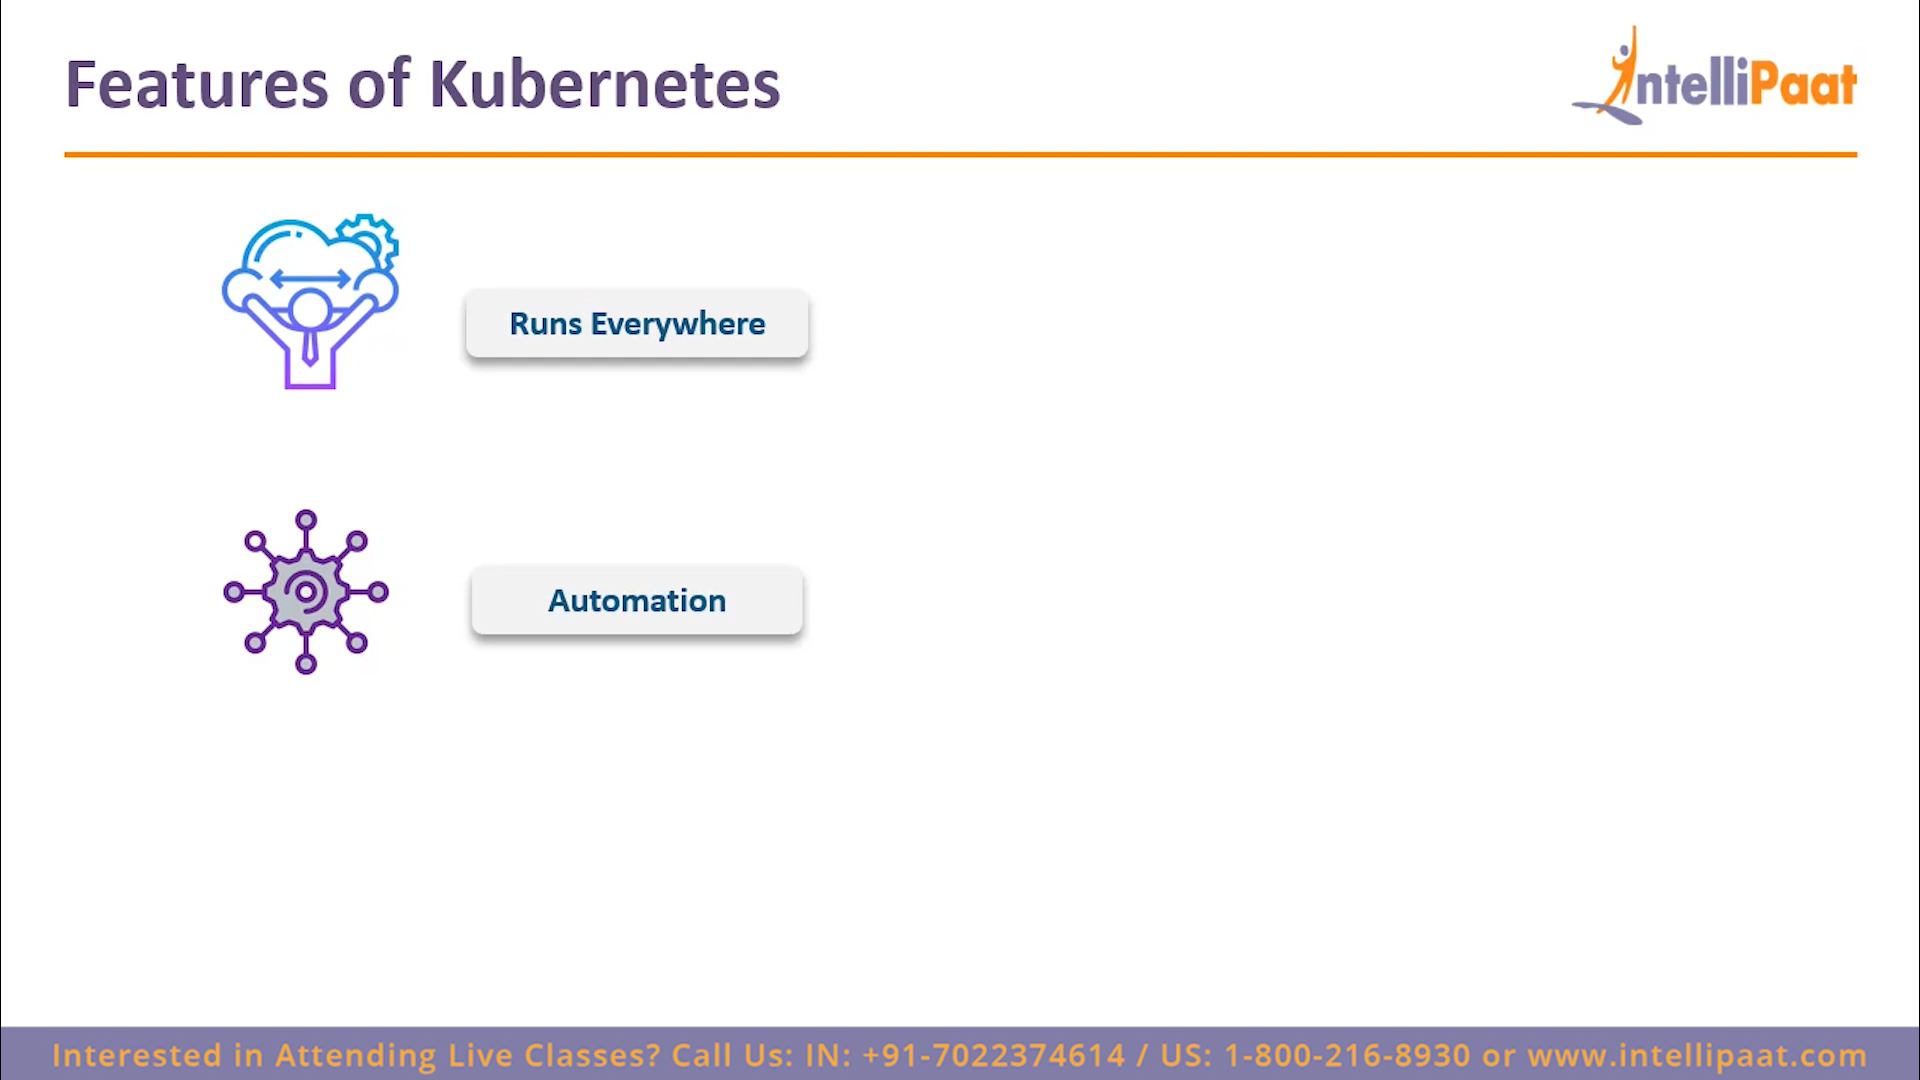 Features of Kubernetes
IntelliPaat
Runs Everywhere
Automation
Interested in Attending Live Classes? Call Us: IN: +91-7022374614 / US: 1-800-216-8930 or www.intellipaat.com